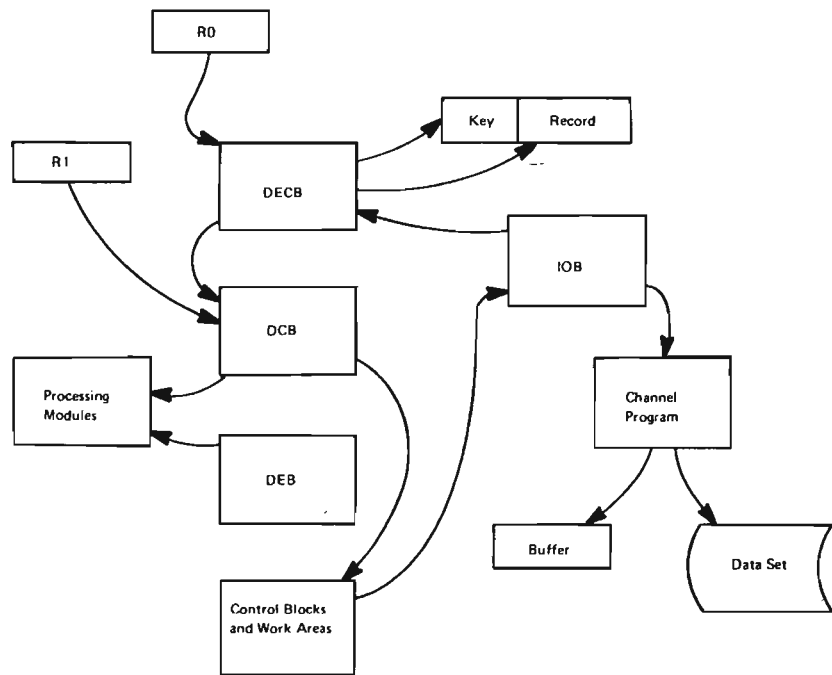 R0
Key
Record
R1
DECB
IOB
DCB
Processing
Modules
Channel
Program
DEB
Buffer
Data Set
Control Blocks
and Work Areas